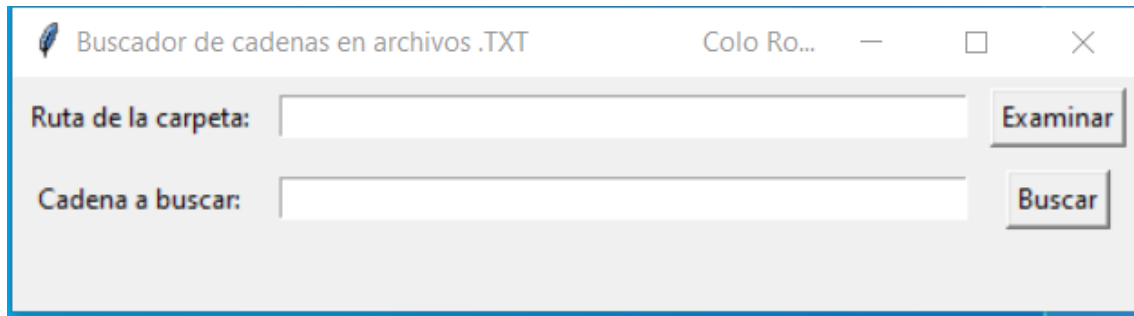 Buscador de cadenas en archivos .TXT Colo Ro...
Ruta de la carpeta: Examinar
Cadena a buscar: Buscar